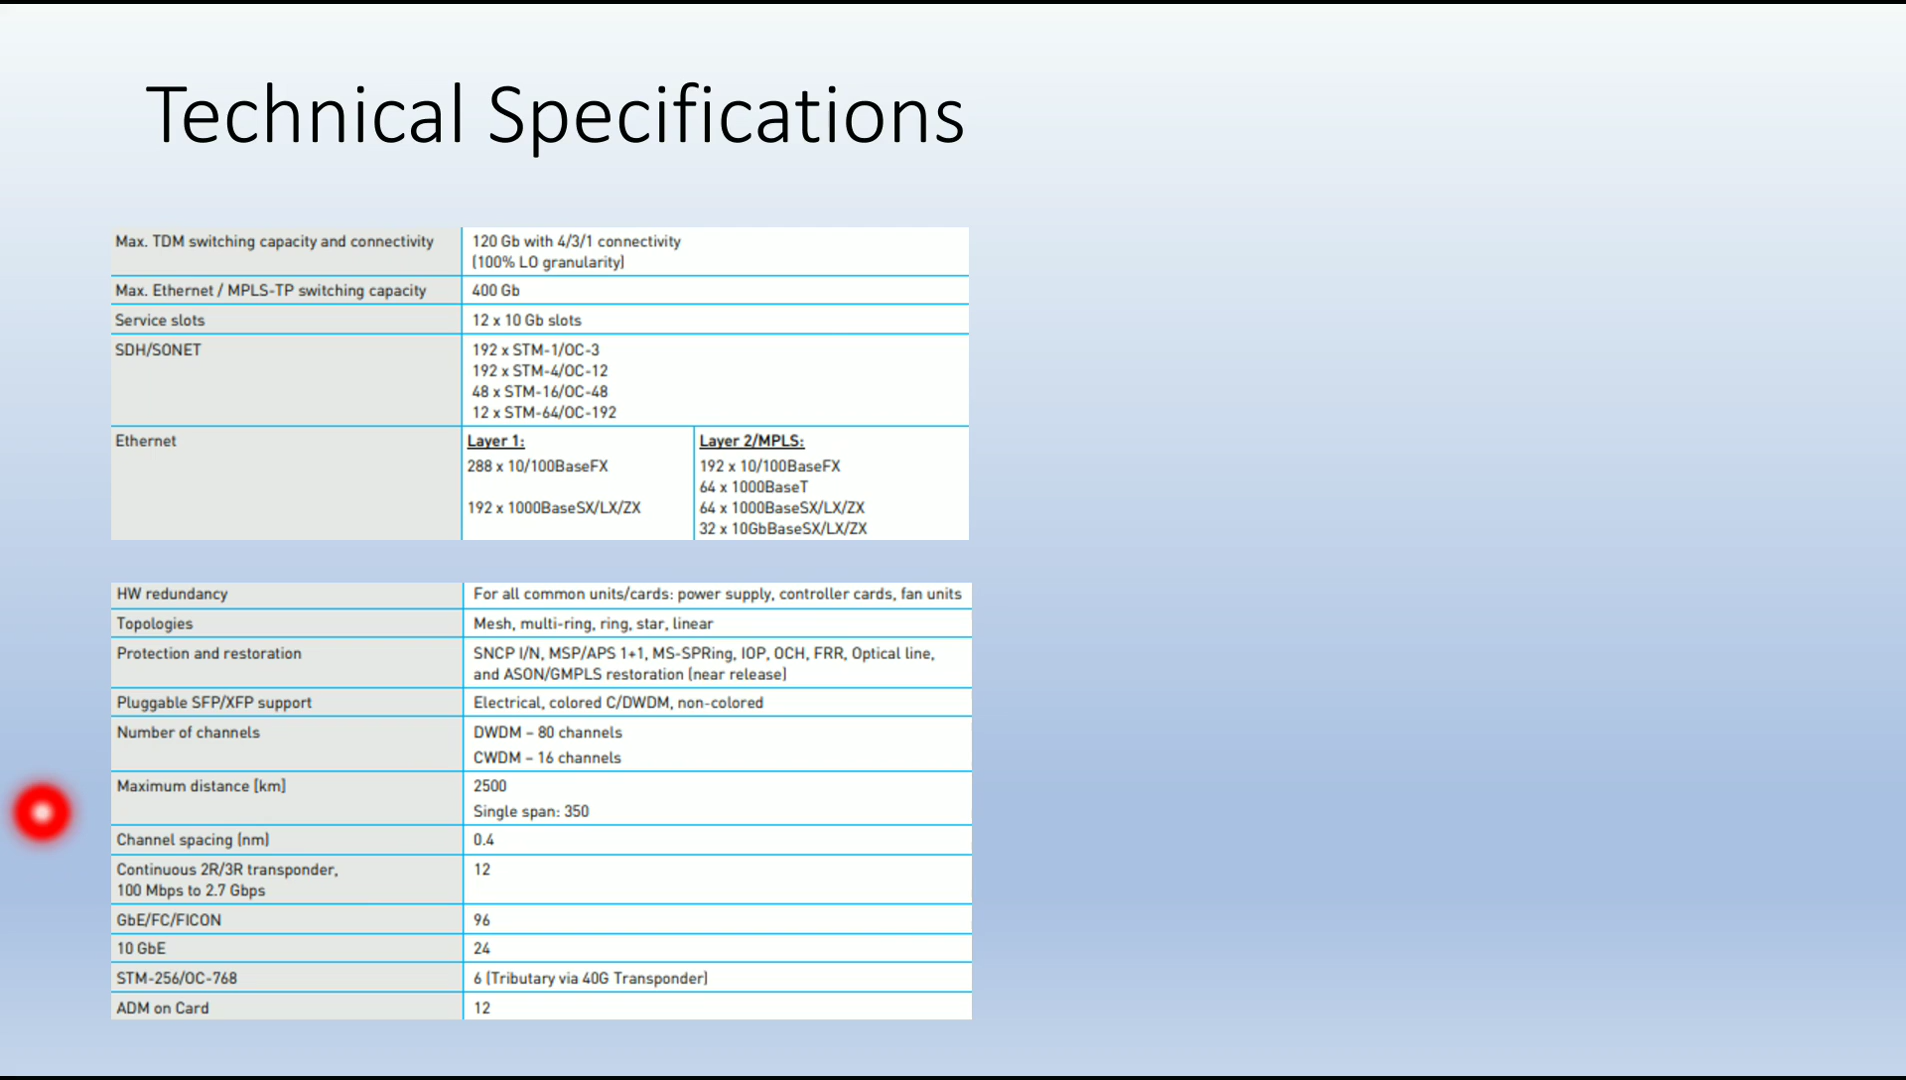 Technical Specifications
Max. TDM switching capacity and connectivity
120 Gb with 4/3/1 connectivity
(100% LO granularity)
Max. Ethernet / MPLS-TP switching capacity
400 Gb
Service slots
12 x 10 Gb slots
SDH/SONET
192 x STM-1/OC-3
192 x STM-4/OC-12
48 x STM-16/OC-48
12 x STM-64/OC-192
Ethernet
Layer 1:
288 x 10/100BaseFX
192 x 1000BaseSX/LX/ZX
Layer 2/MPLS:
192 x 10/100BaseFX
64 x 1000BaseT
64 x 1000BaseSX/LX/ZX
32 x 10GbBaseSX/LX/ZX
HW redundancy
For all common units/cards: power supply, controller cards, fan units
Topologies
Mesh, multi-ring, ring, star, linear
Protection and restoration
SNCP I/N, MSP/APS 1+1, MS-SPRing, IOP, OCH, FRR, Optical line,
and ASON/GMPLS restoration (near release)
Pluggable SFP/XFP support
Electrical, colored C/DWDM, non-colored
Number of channels
DWDM – 80 channels
CWDM – 16 channels
Maximum distance [km]
2500
Single span: 350
Channel spacing (nm)
0.4
Continuous 2R/3R transponder,
100 Mbps to 2.7 Gbps
12
GbE/FC/FICON
96
10 GbE
24
STM-256/OC-768
6 (Tributary via 40G Transponder)
ADM on Card
12